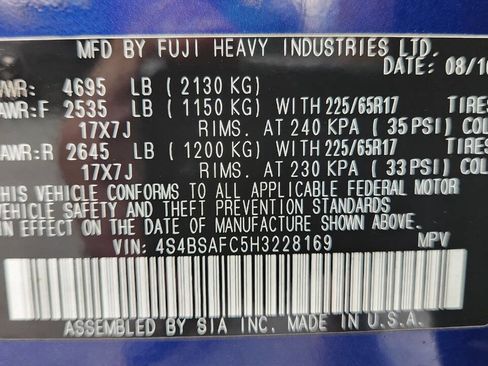 MFD BY FUJI HEAVY INDUSTRIES LTD.
DATE: 08/16
VWR: 4695 LB ( 2130 KG)
AWR:F 2535 LB ( 1150 KG) WITH 225/65R17 TIRES
17X7J RIMS. AT 240 KPA ( 35 PSI) COL
AWR:R 2645 LB ( 1200 KG) WITH 225/65R17 TIRES
17X7J RIMS. AT 230 KPA ( 33 PSI) COL
THIS VEHICLE CONFORMS TO ALL APPLICABLE FEDERAL MOTOR
VEHICLE SAFETY AND THEFT PREVENTION STANDARDS
IN EFFECT ON THE DATE OF MANUFACTURE SHOWN ABOVE.
VIN: 4S4BSAFC5H3228169 MPV
ASSEMBLED BY SIA INC, MADE IN U.S.A.